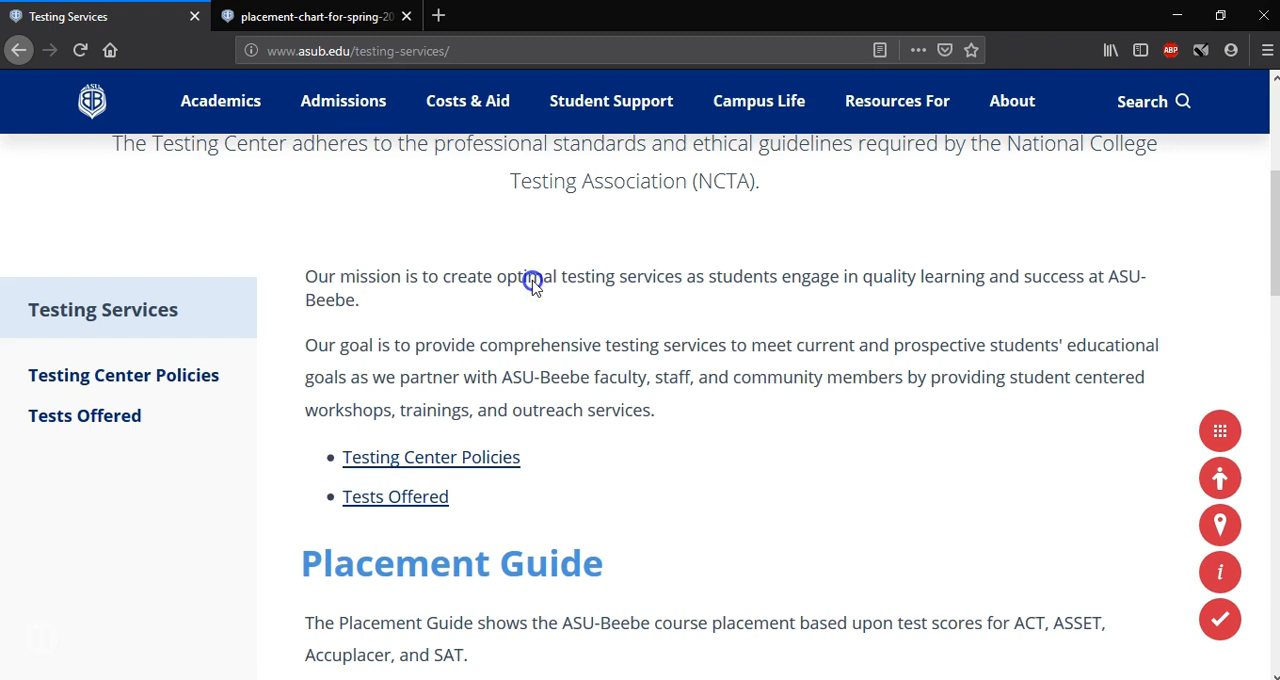 Testing Services
placement-chart-for-spring-20
www.asub.edu/testing-services/
ABP
ASU
Academics
Admissions
Costs & Aid
Student Support
Campus Life
Resources For
About
Search
The Testing Center adheres to the professional standards and ethical guidelines required by the National College
Testing Association (NCTA).
Our mission is to create optimal testing services as students engage in quality learning and success at ASU-
Beebe.
Testing Services
Our goal is to provide comprehensive testing services to meet current and prospective students' educational
goals as we partner with ASU-Beebe faculty, staff, and community members by providing student centered
workshops, trainings, and outreach services.
Testing Center Policies
Tests Offered
• Testing Center Policies
• Tests Offered
Placement Guide
The Placement Guide shows the ASU-Beebe course placement based upon test scores for ACT, ASSET,
Accuplacer, and SAT.